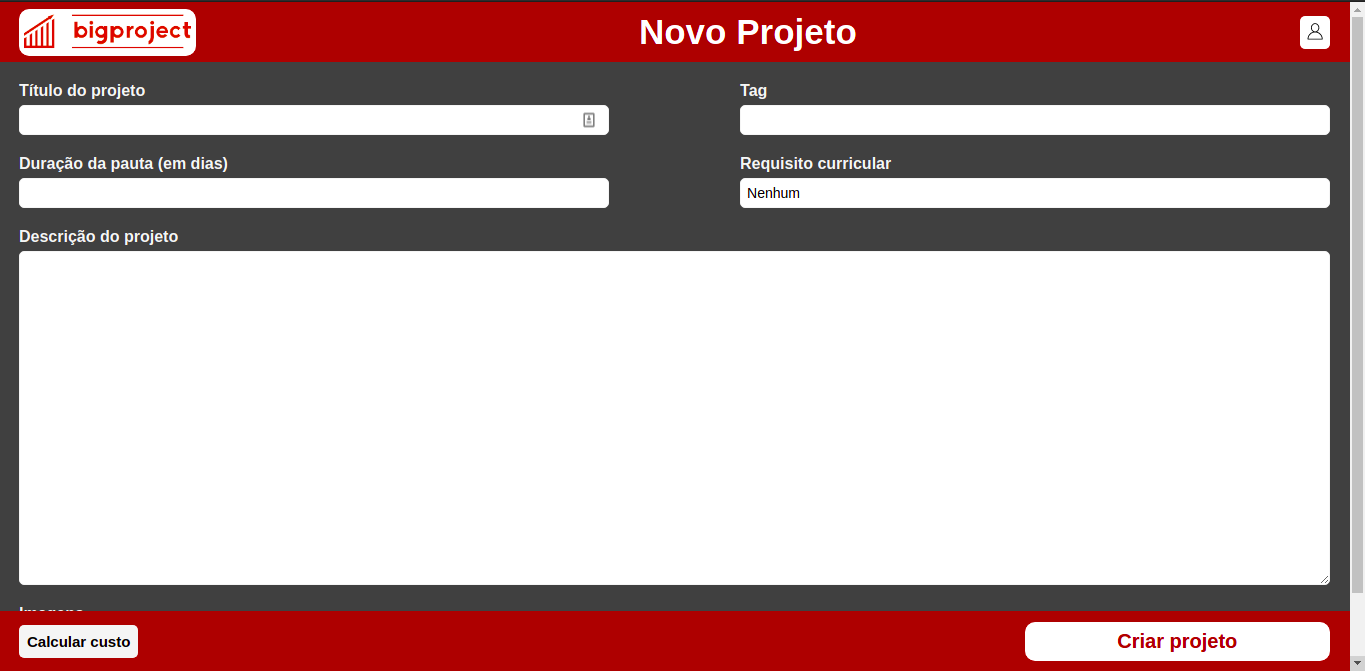 bigproject
Novo Projeto
Título do projeto
Tag
Duração da pauta (em dias)
Requisito curricular
Nenhum
Descrição do projeto
Imagens
Calcular custo
Criar projeto